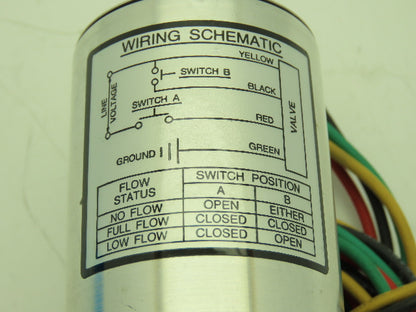 WIRING SCHEMATIC
YELLOW
SWITCH B
BLACK
LINE VOLTAGE
SWITCH A
RED
VALVE
GREEN
GROUND
FLOW STATUS SWITCH POSITION
A B
NO FLOW OPEN EITHER
FULL FLOW CLOSED CLOSED
LOW FLOW CLOSED OPEN